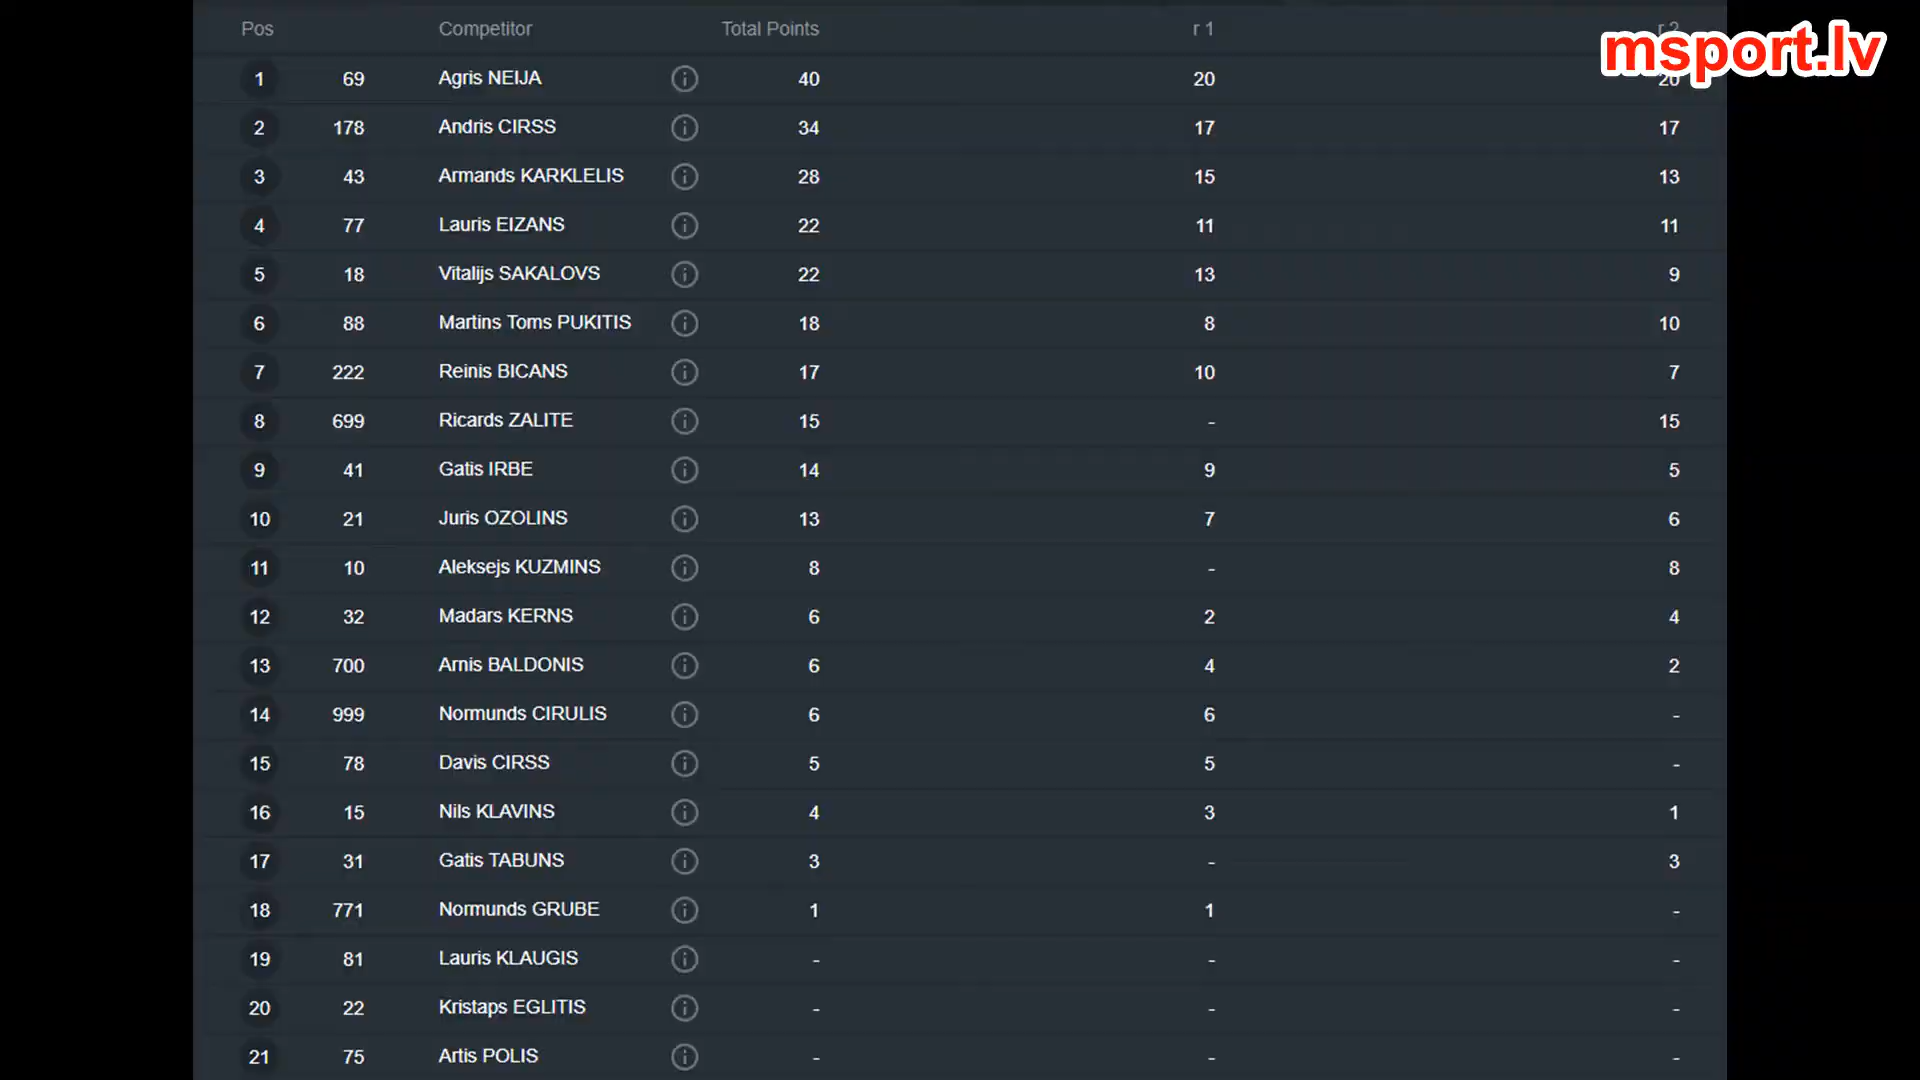 Pos Competitor Total Points r 1 r 2
msport.lv
1 69 Agris NEIJA 40 20 20
2 178 Andris CIRSS 34 17 17
3 43 Armands KARKLELIS 28 15 13
4 77 Lauris EIZANS 22 11 11
5 18 Vitalijs SAKALOVS 22 13 9
6 88 Martins Toms PUKITIS 18 8 10
7 222 Reinis BICANS 17 10 7
8 699 Ricards ZALITE 15 - 15
9 41 Gatis IRBE 14 9 5
10 21 Juris OZOLINS 13 7 6
11 10 Aleksejs KUZMINS 8 - 8
12 32 Madars KERNS 6 2 4
13 700 Arnis BALDONIS 6 4 2
14 999 Normunds CIRULIS 6 6 -
15 78 Davis CIRSS 5 5 -
16 15 Nils KLAVINS 4 3 1
17 31 Gatis TABUNS 3 - 3
18 771 Normunds GRUBE 1 1 -
19 81 Lauris KLAUGIS - - -
20 22 Kristaps EGLITIS - - -
21 75 Artis POLIS - - -